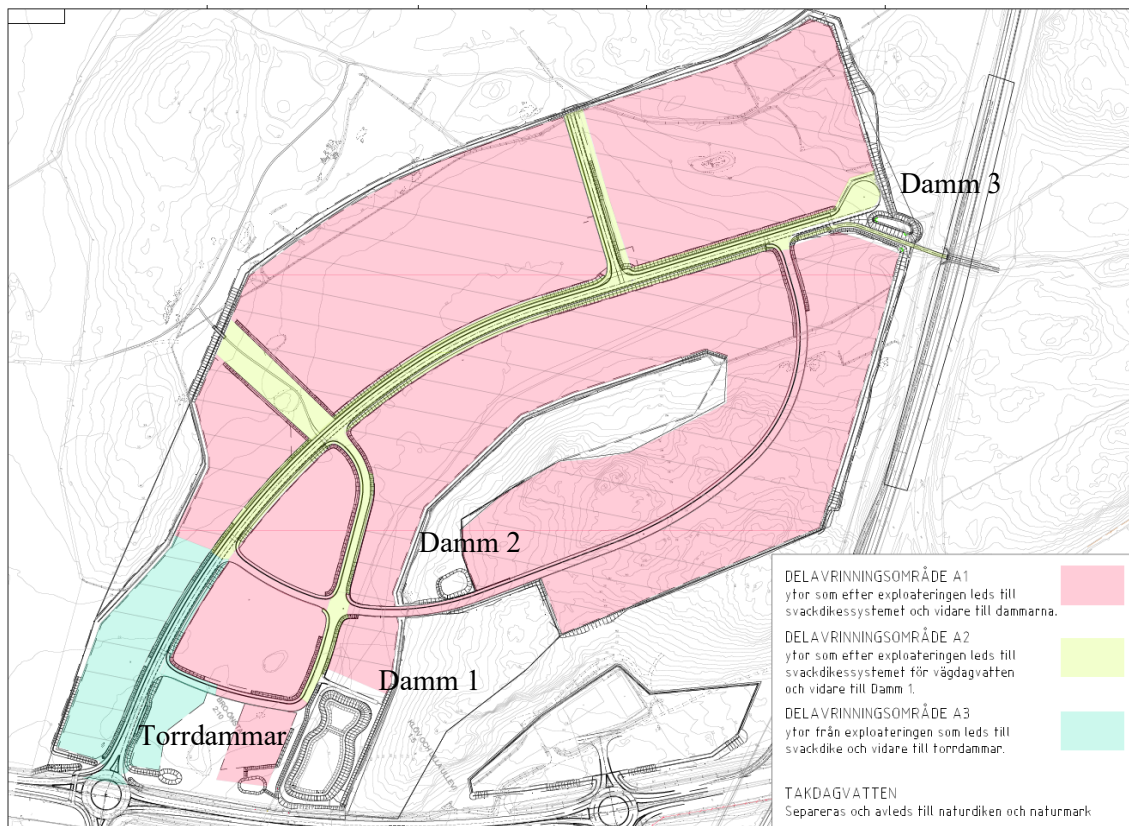 Damm 3
Damm 2
Damm 1
Torrdammar
DELAVRINNINGSOMRÅDE A1
ytor som efter exploateringen leds till
svackdikessystemet och vidare till dammarna.
DELAVRINNINGSOMRÅDE A2
ytor som efter exploateringen leds till
svackdikessystemet för vägdagvatten
och vidare till Damm 1.
DELAVRINNINGSOMRÅDE A3
ytor från exploateringen som leds till
svackdike och vidare till torrdammar.
TAKDAGVATTEN
Separeras och avleds till naturdiken och naturmark